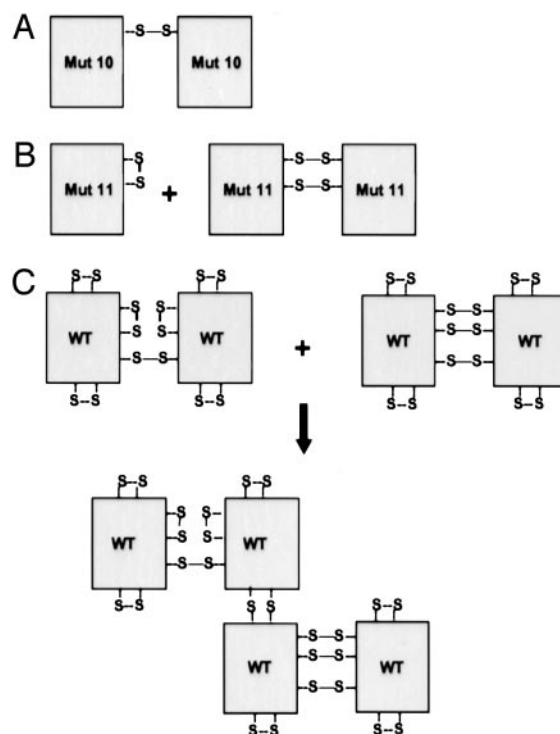 A S—S
Mut 10 Mut 10
B S S—S
S S—S
Mut 11 + Mut 11 Mut 11
S--S S--S S--S S--S
C S S S—S
WT S S WT + WT S—S WT
S—S S—S
S--S S--S S--S S--S
S--S S--S
S S
WT S S WT
S—S
S--S S S S--S
S—S
WT S—S WT
S—S
S--S S--S